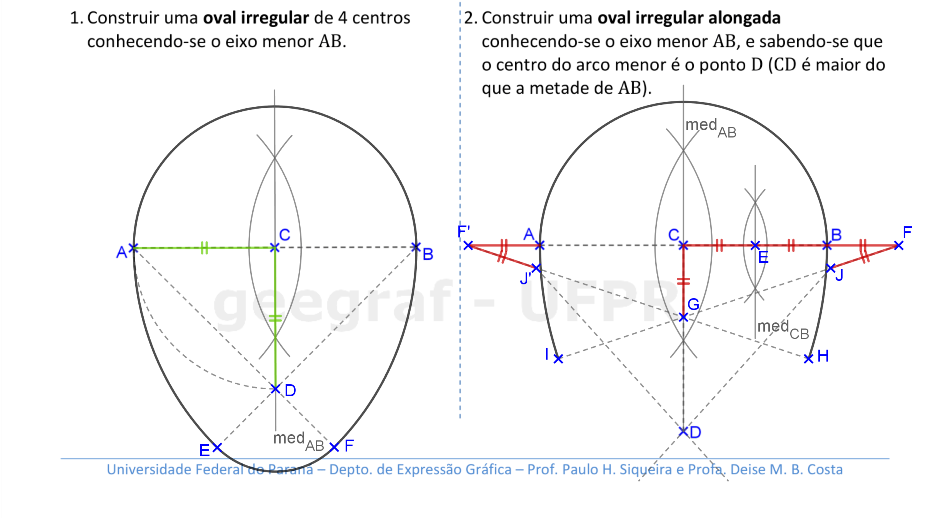 1. Construir uma oval irregular de 4 centros
conhecendo-se o eixo menor AB.
2. Construir uma oval irregular alongada
conhecendo-se o eixo menor AB, e sabendo-se que
o centro do arco menor é o ponto D (CD é maior do
que a metade de AB).
A
C
B
D
E
F
med AB
med AB
F'
A
C
B
F
E
J'
J
G
I
H
med CB
D
geegraf - UFPR
Universidade Federal do Paraná – Depto. de Expressão Gráfica – Prof. Paulo H. Siqueira e Profa. Deise M. B. Costa